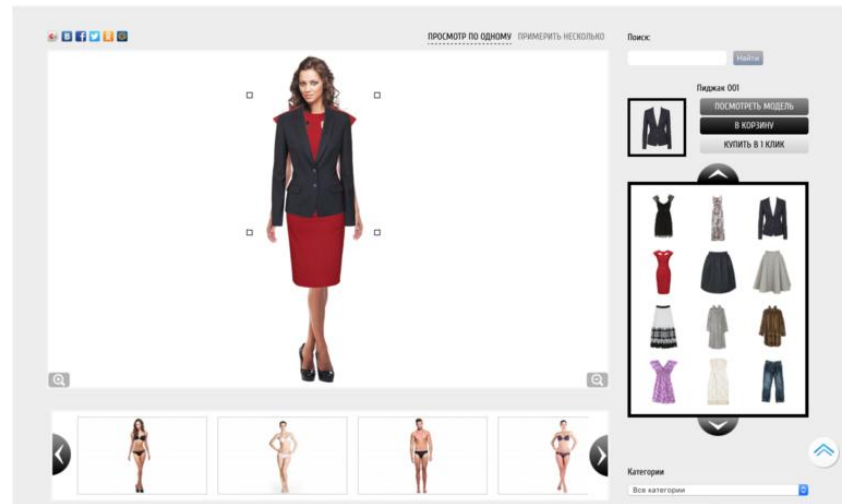 ПРОСМОТР ПО ОДНОМУ ПРИМЕРИТЬ НЕСКОЛЬКО
Поиск:
Найти
Пиджак 001
ПОСМОТРЕТЬ МОДЕЛЬ
В КОРЗИНУ
КУПИТЬ В 1 КЛИК
Категории
Все категории